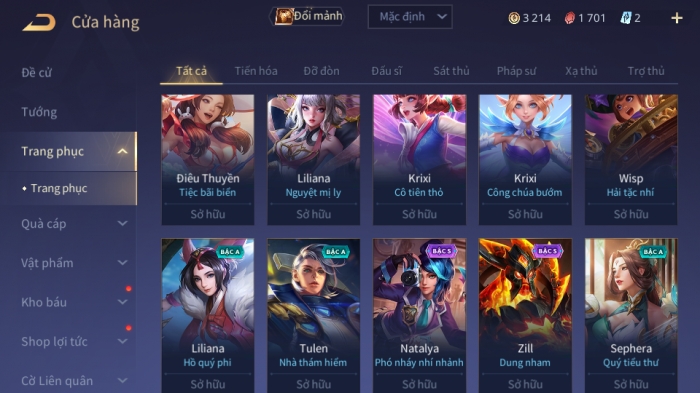 Cửa hàng
Đổi mảnh
Mặc định
3 214
1 701
2
Đề cử
Tướng
Trang phục
Trang phục
Quà cáp
Vật phẩm
Kho báu
Shop lợi tức
Cờ Liên quân
Tất cả Tiến hóa Đỡ đòn Đấu sĩ Sát thủ Pháp sư Xạ thủ Trợ thủ
Điêu Thuyền
Tiệc bãi biển
Sở hữu
Liliana
Nguyệt mị ly
Sở hữu
Krixi
Cô tiên thỏ
Sở hữu
Krixi
Công chúa bướm
Sở hữu
Wisp
Hải tặc nhí
Sở hữu
BẬC A
Liliana
Hồ quý phi
Sở hữu
BẬC A
Tulen
Nhà thám hiểm
Sở hữu
BẬC S
Natalya
Phó nháy nhí nhảnh
Sở hữu
BẬC S
Zill
Dung nham
Sở hữu
BẬC A
Sephera
Quý tiểu thư
Sở hữu